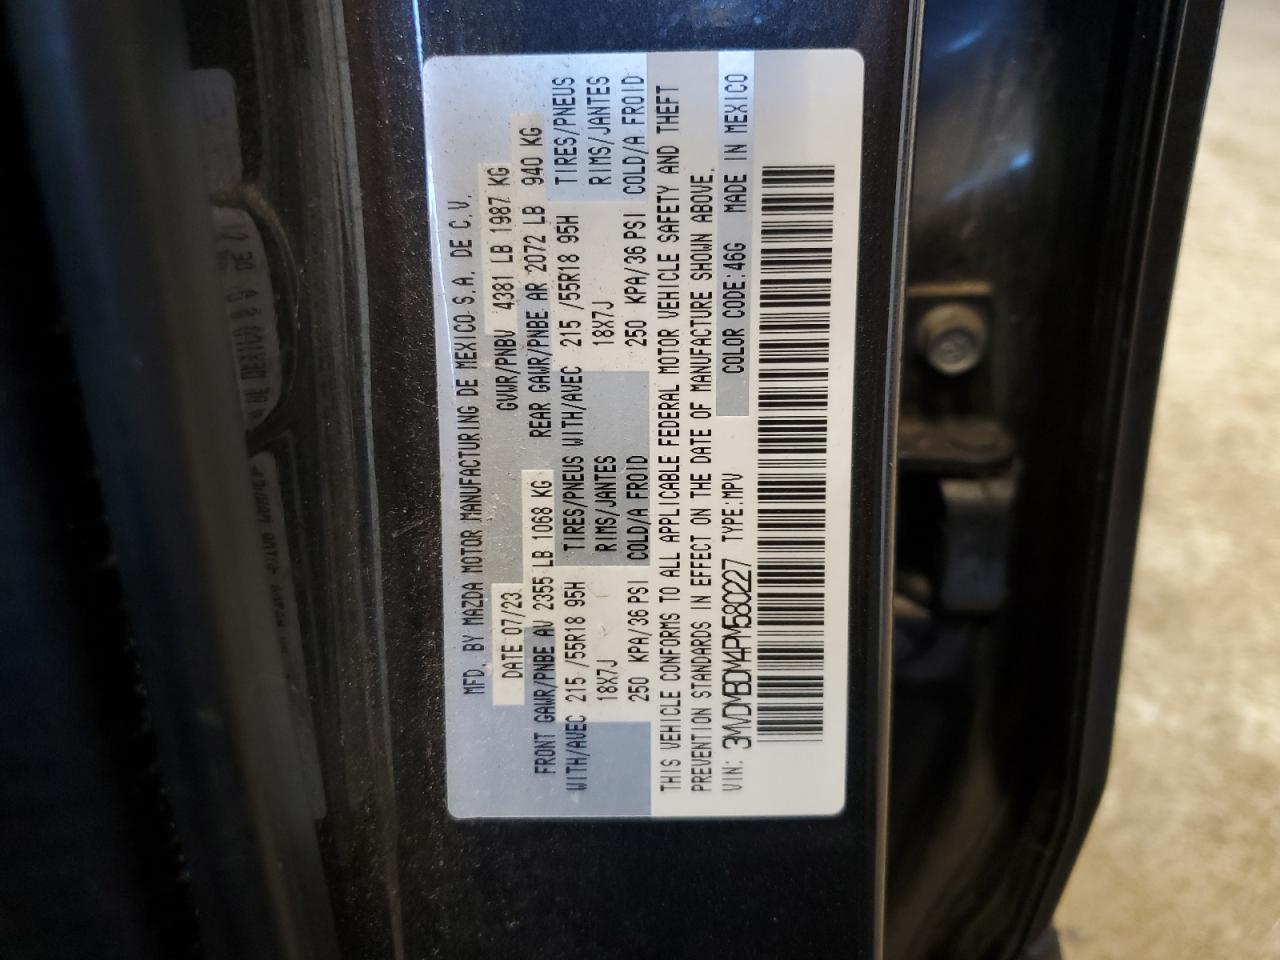 MFD BY MAZDA MOTOR MANUFACTURING DE MEXICO S.A. DE C.V.
DATE 07/23 GVWR/PNBV 4381 LB 1987 KG
FRONT GAWR/PNBE AV 2355 LB 1068 KG REAR GAWR/PNBE AR 2072 LB 940 KG
WITH/AVEC 215 /55R18 95H TIRES/PNEUS WITH/AVEC 215 /55R18 95H TIRES/PNEUS
18X7J RIMS/JANTES 18X7J RIMS/JANTES
250 KPA/36 PSI COLD/A FROID 250 KPA/36 PSI COLD/A FROID
THIS VEHICLE CONFORMS TO ALL APPLICABLE FEDERAL MOTOR VEHICLE SAFETY AND THEFT
PREVENTION STANDARDS IN EFFECT ON THE DATE OF MANUFACTURE SHOWN ABOVE.
VIN: 3MVDMBDM4PM580227 TYPE:MPV COLOR CODE:46G MADE IN MEXICO